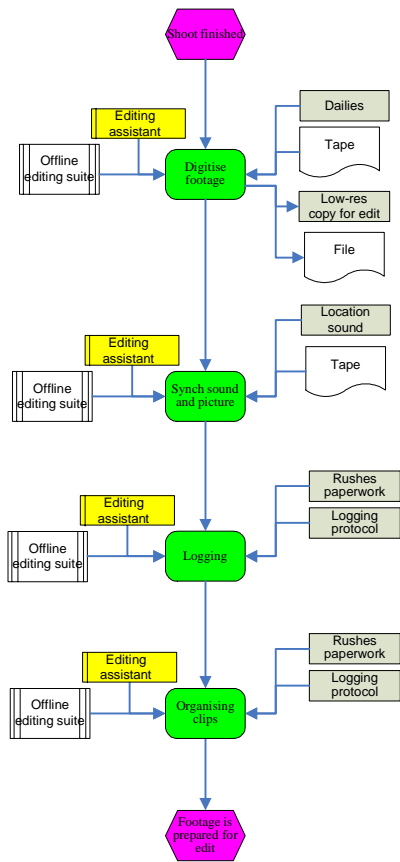 Shoot finished
Dailies
Editing
assistant
Tape
Offline
editing suite
Digitise
footage
Low-res
copy for edit
File
Location
sound
Editing
assistant
Tape
Offline
editing suite
Synch sound
and picture
Rushes
paperwork
Editing
assistant
Logging
protocol
Offline
editing suite
Logging
Rushes
paperwork
Editing
assistant
Logging
protocol
Offline
editing suite
Organising
clips
Footage is
prepared for
edit